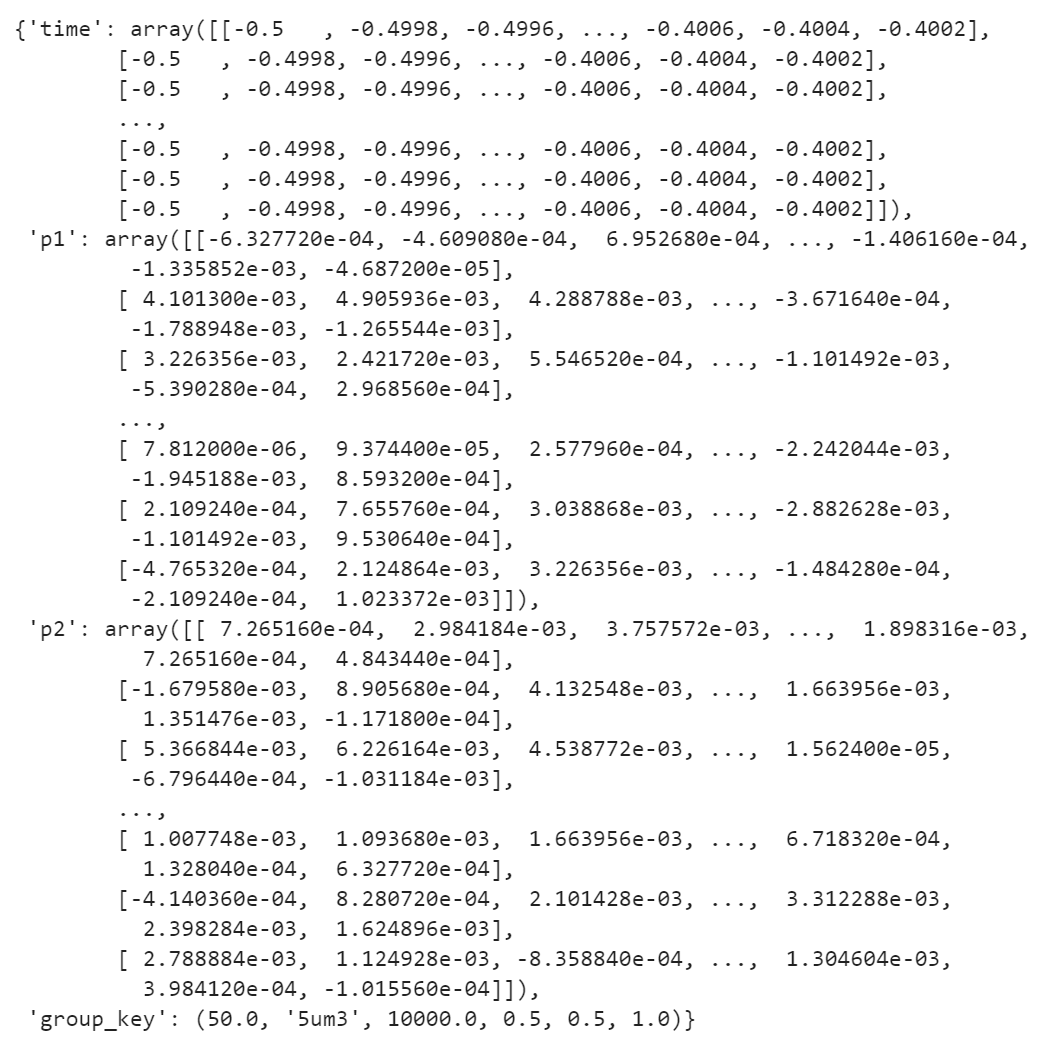 {'time': array([[-0.5   , -0.4998, -0.4996, ..., -0.4006, -0.4004, -0.4002],
        [-0.5   , -0.4998, -0.4996, ..., -0.4006, -0.4004, -0.4002],
        [-0.5   , -0.4998, -0.4996, ..., -0.4006, -0.4004, -0.4002],
        ...,
        [-0.5   , -0.4998, -0.4996, ..., -0.4006, -0.4004, -0.4002],
        [-0.5   , -0.4998, -0.4996, ..., -0.4006, -0.4004, -0.4002],
        [-0.5   , -0.4998, -0.4996, ..., -0.4006, -0.4004, -0.4002]]),
 'p1': array([[-6.327720e-04, -4.609080e-04,  6.952680e-04, ..., -1.406160e-04,
         -1.335852e-03, -4.687200e-05],
        [ 4.101300e-03,  4.905936e-03,  4.288788e-03, ..., -3.671640e-04,
         -1.788948e-03, -1.265544e-03],
        [ 3.226356e-03,  2.421720e-03,  5.546520e-04, ..., -1.101492e-03,
         -5.390280e-04,  2.968560e-04],
        ...,
        [ 7.812000e-06,  9.374400e-05,  2.577960e-04, ..., -2.242044e-03,
         -1.945188e-03,  8.593200e-04],
        [ 2.109240e-04,  7.655760e-04,  3.038868e-03, ..., -2.882628e-03,
         -1.101492e-03,  9.530640e-04],
        [-4.765320e-04,  2.124864e-03,  3.226356e-03, ..., -1.484280e-04,
         -2.109240e-04,  1.023372e-03]]),
 'p2': array([[ 7.265160e-04,  2.984184e-03,  3.757572e-03, ...,  1.898316e-03,
          7.265160e-04,  4.843440e-04],
        [-1.679580e-03,  8.905680e-04,  4.132548e-03, ...,  1.663956e-03,
          1.351476e-03, -1.171800e-04],
        [ 5.366844e-03,  6.226164e-03,  4.538772e-03, ...,  1.562400e-05,
         -6.796440e-04, -1.031184e-03],
        ...,
        [ 1.007748e-03,  1.093680e-03,  1.663956e-03, ...,  6.718320e-04,
          1.328040e-04,  6.327720e-04],
        [-4.140360e-04,  8.280720e-04,  2.101428e-03, ...,  3.312288e-03,
          2.398284e-03,  1.624896e-03],
        [ 2.788884e-03,  1.124928e-03, -8.358840e-04, ...,  1.304604e-03,
          3.984120e-04, -1.015560e-04]]),
 'group_key': (50.0, '5um3', 10000.0, 0.5, 0.5, 1.0)}